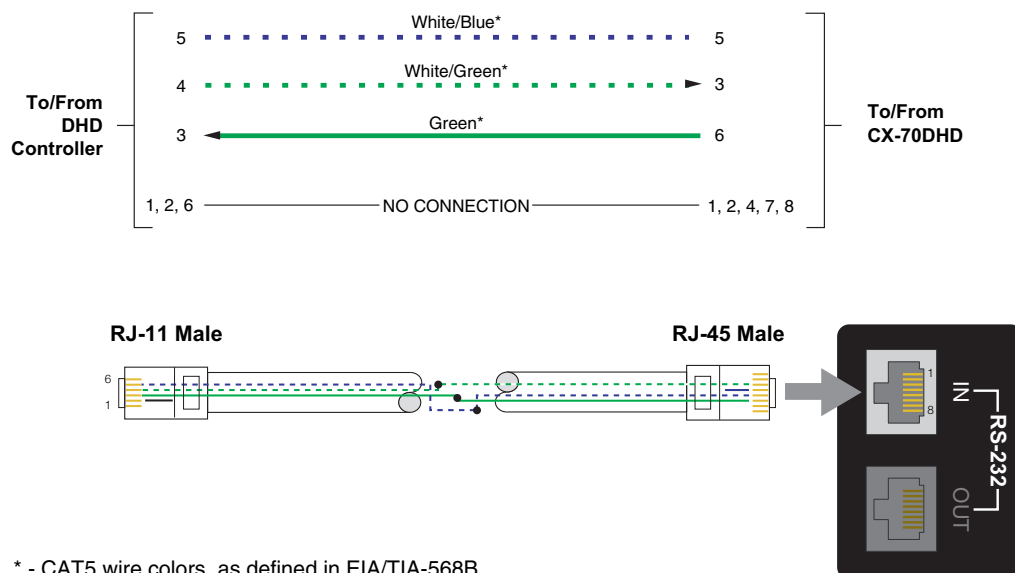 White/Blue*
5 5
White/Green*
4 3
To/From
DHD
Controller
Green*
3 6
To/From
CX-70DHD
1, 2, 6 NO CONNECTION 1, 2, 4, 7, 8
RJ-11 Male
RJ-45 Male
6
1
1
8
IN
OUT
RS-232
* - CAT5 wire colors, as defined in EIA/TIA-568B